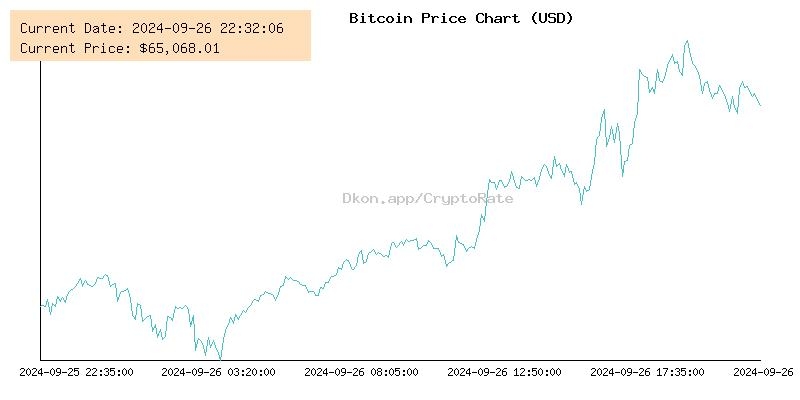 Bitcoin Price Chart (USD)
Current Date: 2024-09-26 22:32:06
Current Price: $65,068.01
Dkon.app/CryptoRate
2024-09-25 22:35:00 2024-09-26 03:20:00 2024-09-26 08:05:00 2024-09-26 12:50:00 2024-09-26 17:35:00 2024-09-26